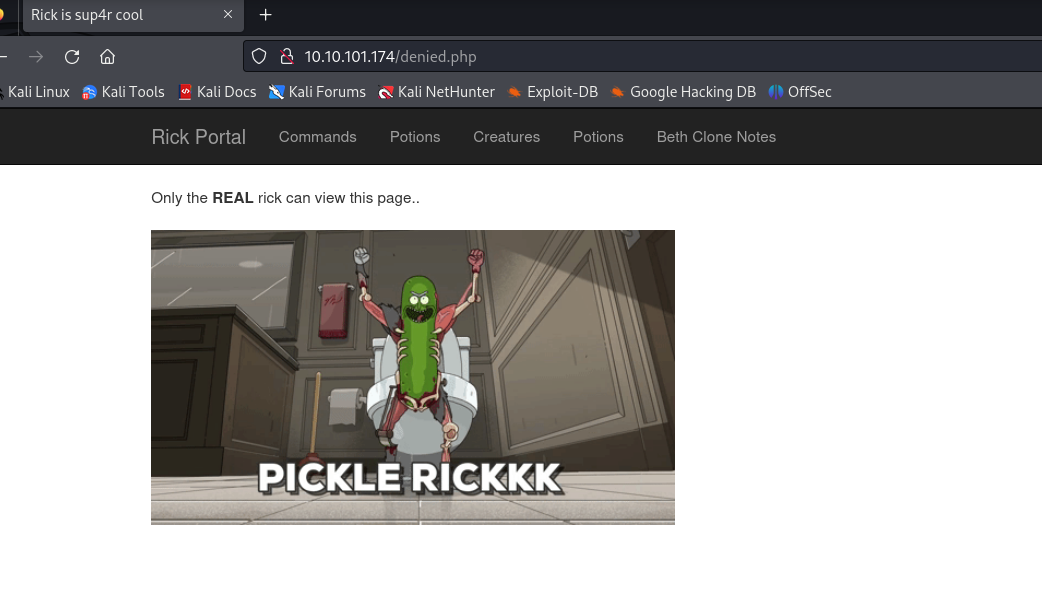 Rick is sup4r cool
10.10.101.174/denied.php
Kali Linux Kali Tools Kali Docs Kali Forums Kali NetHunter Exploit-DB Google Hacking DB OffSec
Rick Portal Commands Potions Creatures Potions Beth Clone Notes
Only the REAL rick can view this page..
PICKLE RICKKK